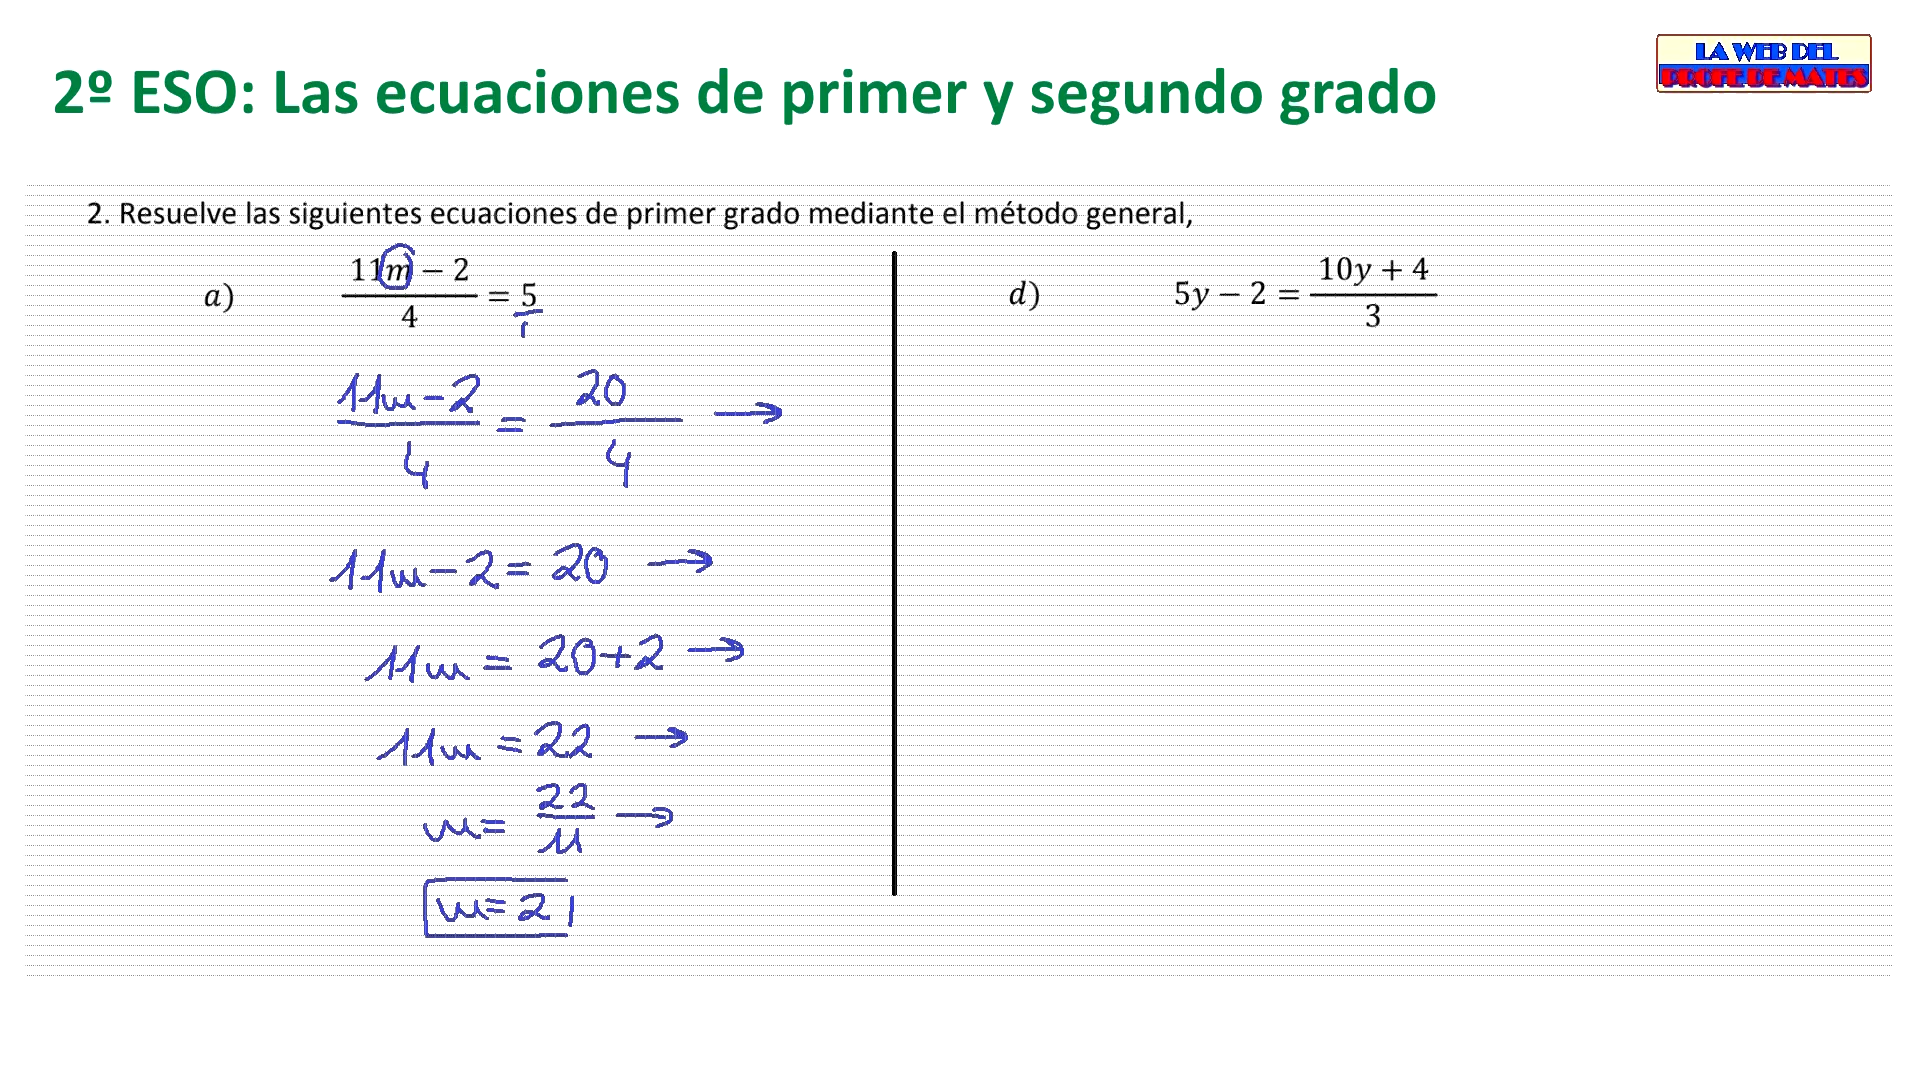 2º ESO: Las ecuaciones de primer y segundo grado
LA WEB DEL
PROFE DE MATES
2. Resuelve las siguientes ecuaciones de primer grado mediante el método general,
a) (11m − 2)/4 = 5/1
(11m − 2)/4 = 20/4 →
11m − 2 = 20 →
11m = 20 + 2 →
11m = 22 →
m = 22/11 →
m = 2
d) 5y − 2 = (10y + 4)/3